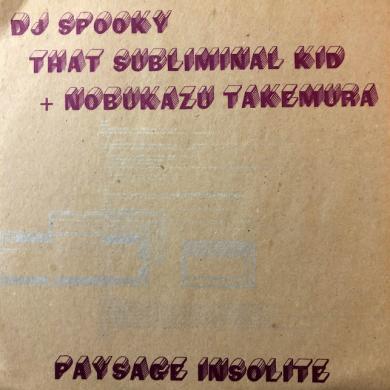 DJ SPOOKY
THAT SUBLIMINAL KID
+ NOBUKAZU TAKEMURA
PAYSAGE INSOLITE